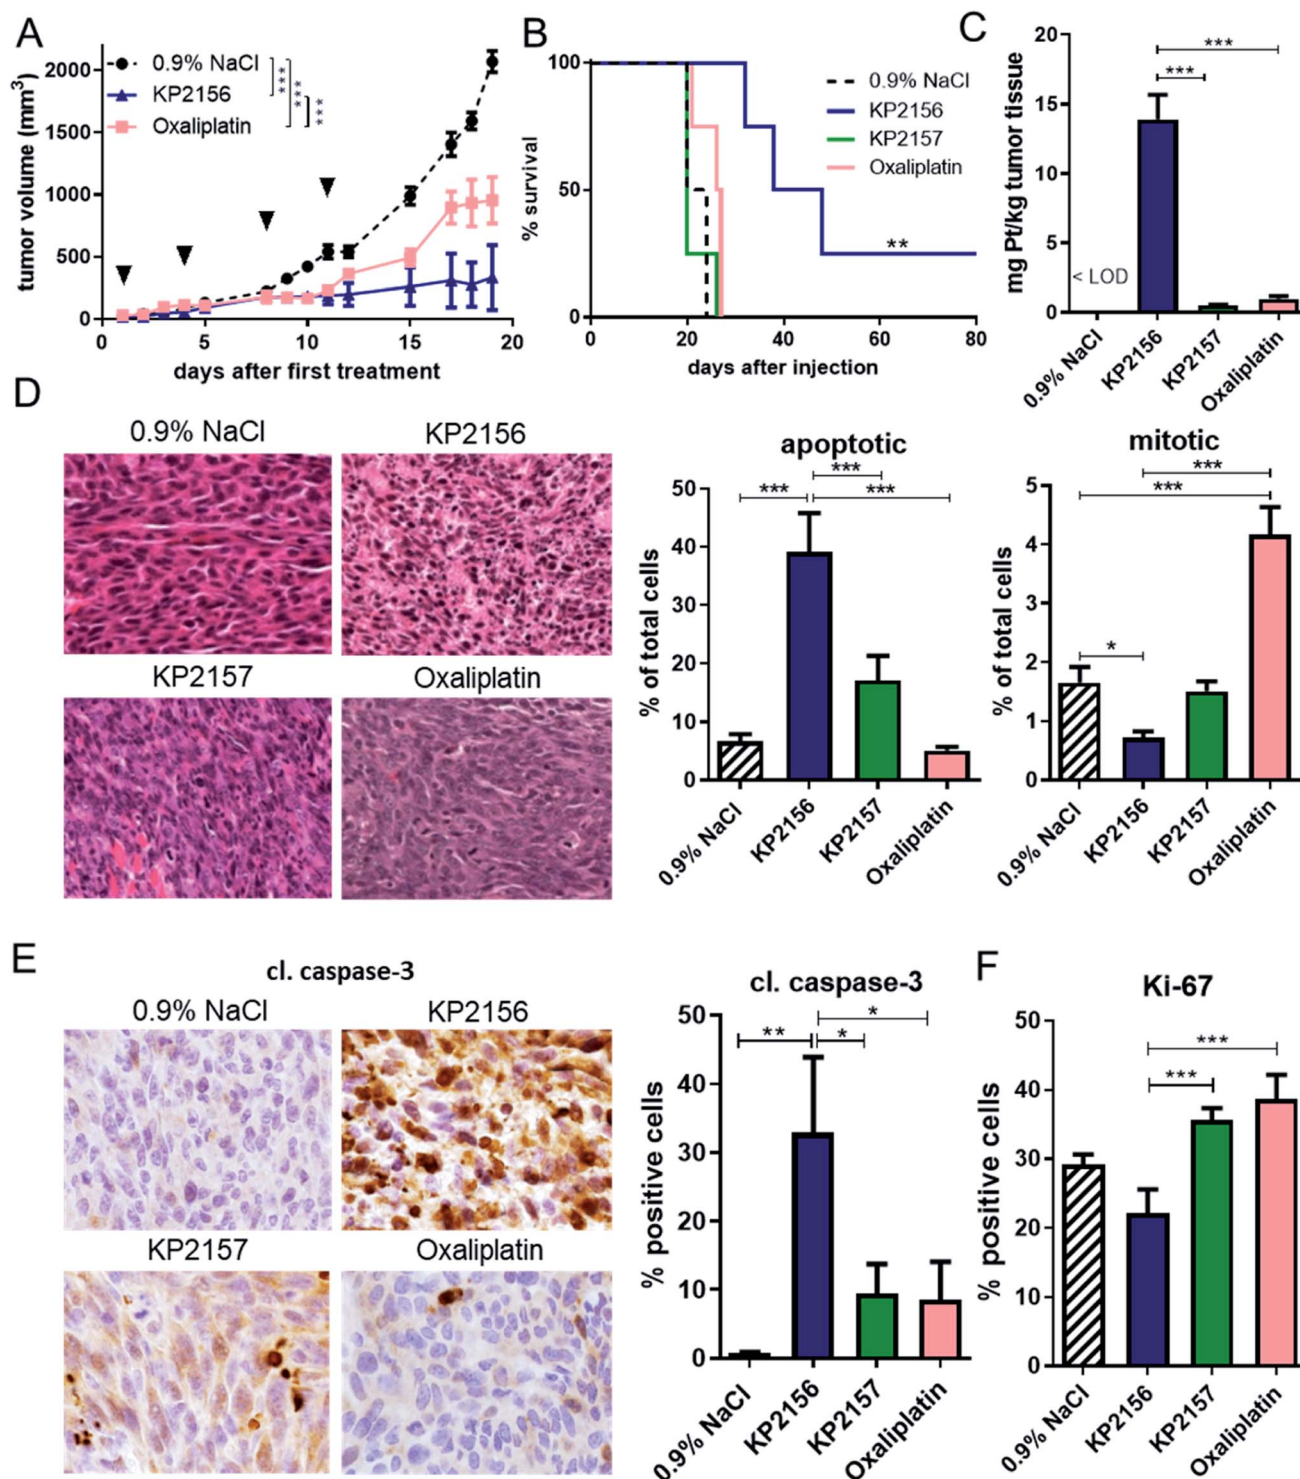 A
tumor volume (mm3)
2000
1500
1000
500
0
0 5 10 15 20
days after first treatment
0.9% NaCl
KP2156
Oxaliplatin
***
***
***
B
% survival
100
50
0
0 20 40 60 80
days after injection
0.9% NaCl
KP2156
KP2157
Oxaliplatin
**
C
mg Pt/kg tumor tissue
20
15
10
5
0
***
***
< LOD
0.9% NaCl KP2156 KP2157 Oxaliplatin
D
0.9% NaCl KP2156
KP2157 Oxaliplatin
apoptotic
% of total cells
50
40
30
20
10
0
***
*** ***
0.9% NaCl KP2156 KP2157 Oxaliplatin
mitotic
% of total cells
5
4
3
2
1
0
***
***
*
0.9% NaCl KP2156 KP2157 Oxaliplatin
E
cl. caspase-3
0.9% NaCl KP2156
KP2157 Oxaliplatin
cl. caspase-3
% positive cells
50
40
30
20
10
0
*
** *
0.9% NaCl KP2156 KP2157 Oxaliplatin
F
Ki-67
% positive cells
50
40
30
20
10
0
***
***
0.9% NaCl KP2156 KP2157 Oxaliplatin